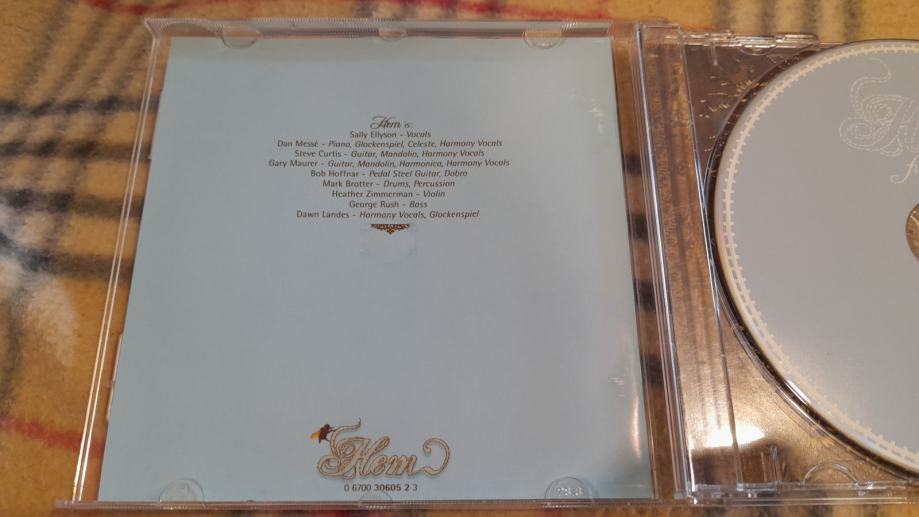 Hem is:
Sally Ellyson – Vocals
Dan Messé – Piano, Glockenspiel, Celeste, Harmony Vocals
Steve Curtis – Guitar, Mandolin, Harmony Vocals
Gary Maurer – Guitar, Mandolin, Harmonica, Harmony Vocals
Bob Hoffnar – Pedal Steel Guitar, Dobro
Mark Brotter – Drums, Percussion
Heather Zimmerman – Violin
George Rush – Bass
Dawn Landes – Harmony Vocals, Glockenspiel
Hem
0 6700 30605 2 3